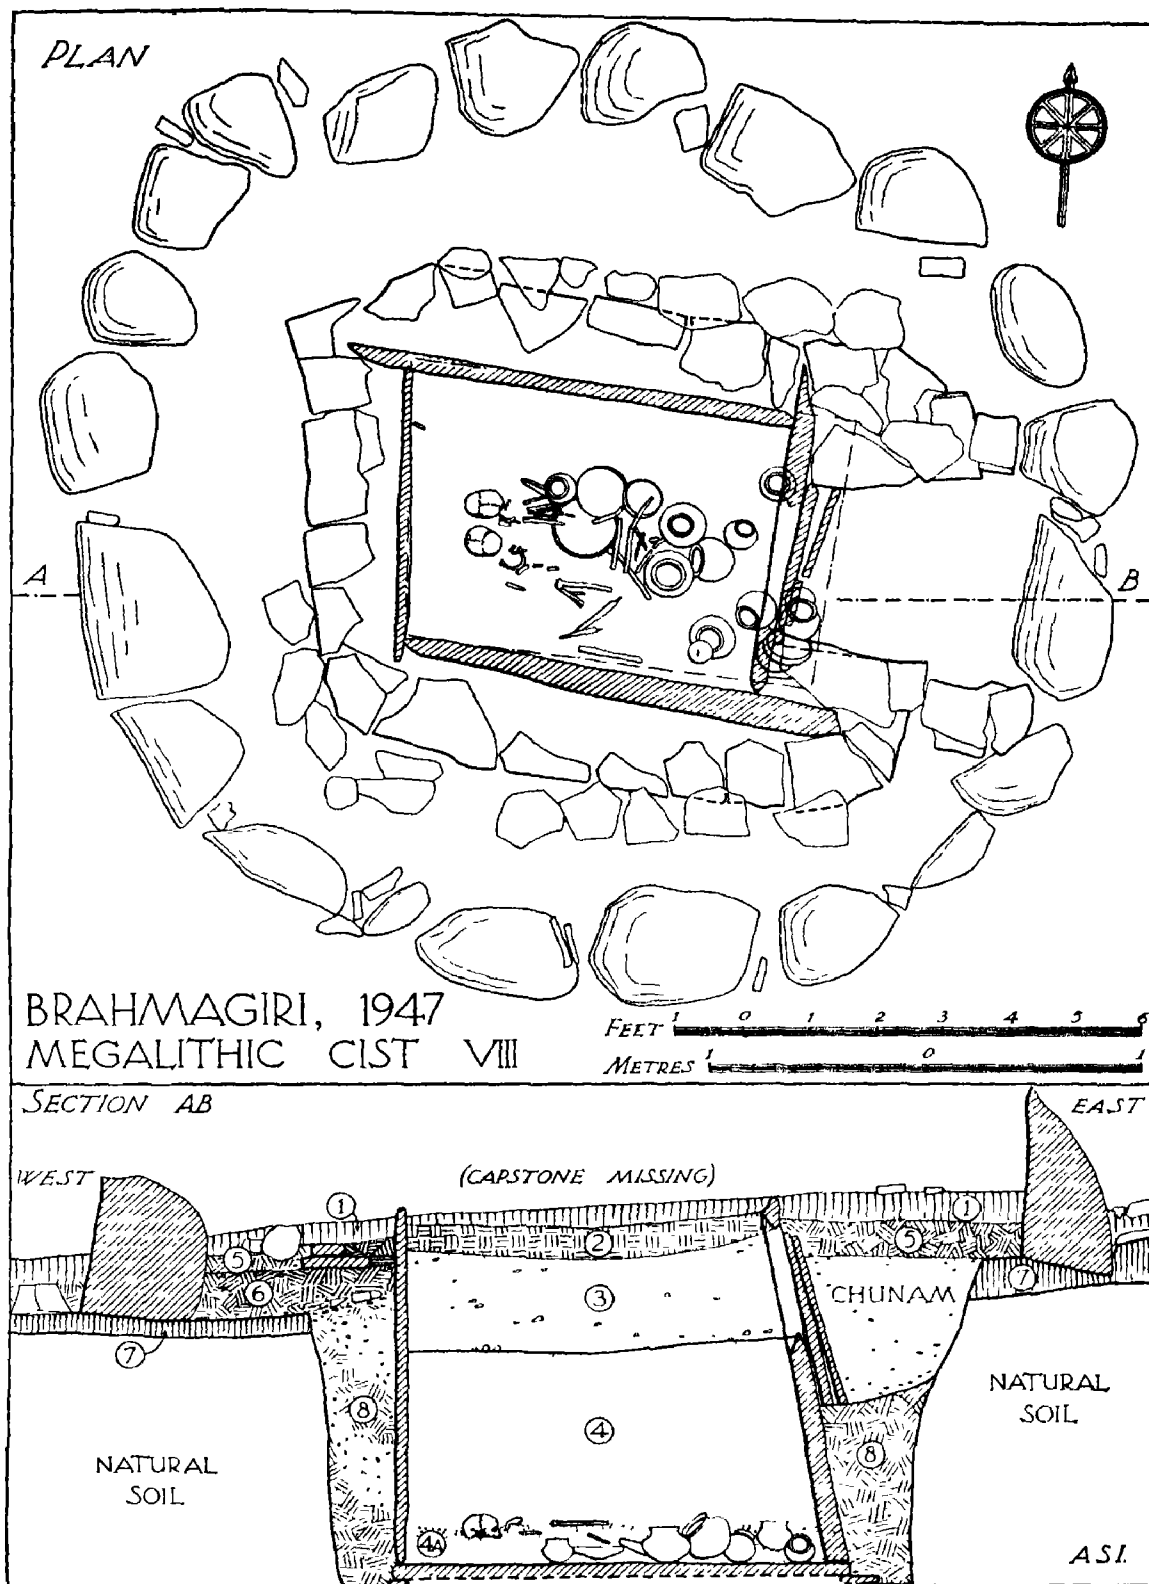 PLAN
A
B
BRAHMAGIRI, 1947
MEGALITHIC CIST VIII
FEET 1 0 1 2 3 4 5 6
METRES 1 0 1
SECTION AB
EAST
WEST
(CAPSTONE MISSING)
1
1
2
5
5
6
3
CHUNAM
7
7
8
4
8
NATURAL
SOIL
NATURAL
SOIL
4A
ASI.